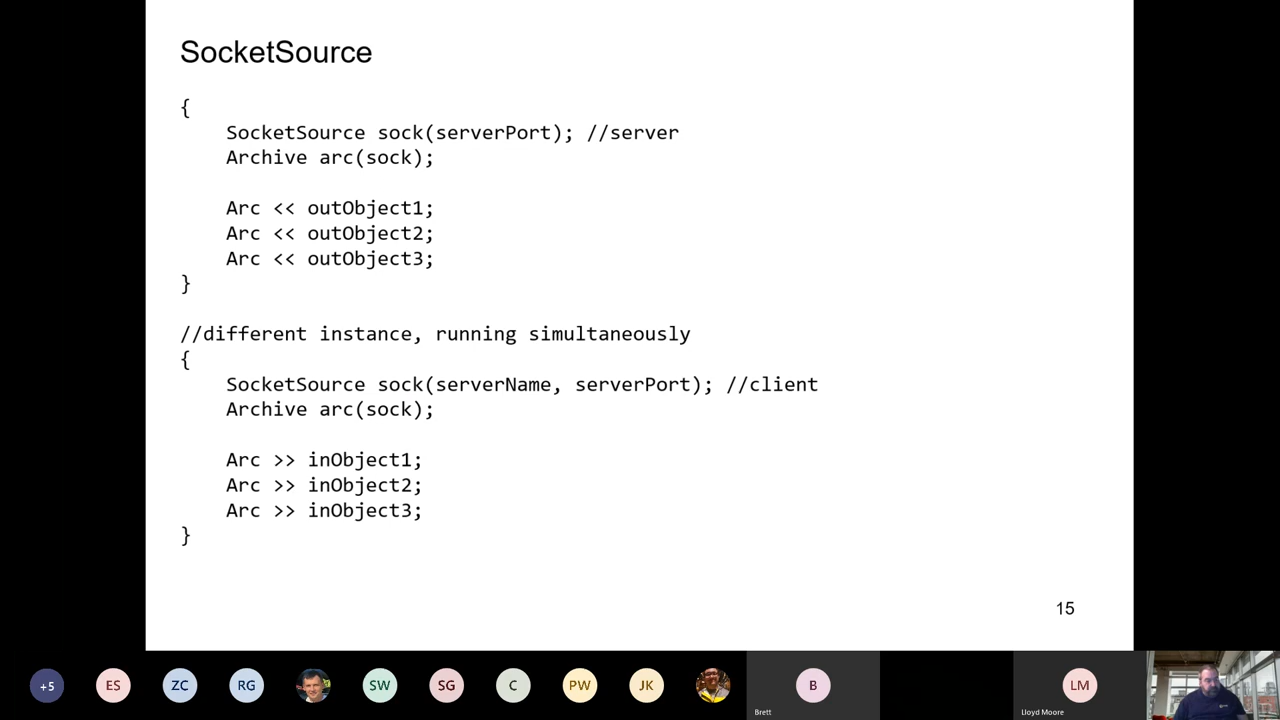 SocketSource
{
SocketSource sock(serverPort); //server
Archive arc(sock);
Arc << outObject1;
Arc << outObject2;
Arc << outObject3;
}
//different instance, running simultaneously
{
SocketSource sock(serverName, serverPort); //client
Archive arc(sock);
Arc >> inObject1;
Arc >> inObject2;
Arc >> inObject3;
}
15
+5 ES ZC RG SW SG C PW JK B LM
Brett Lloyd Moore